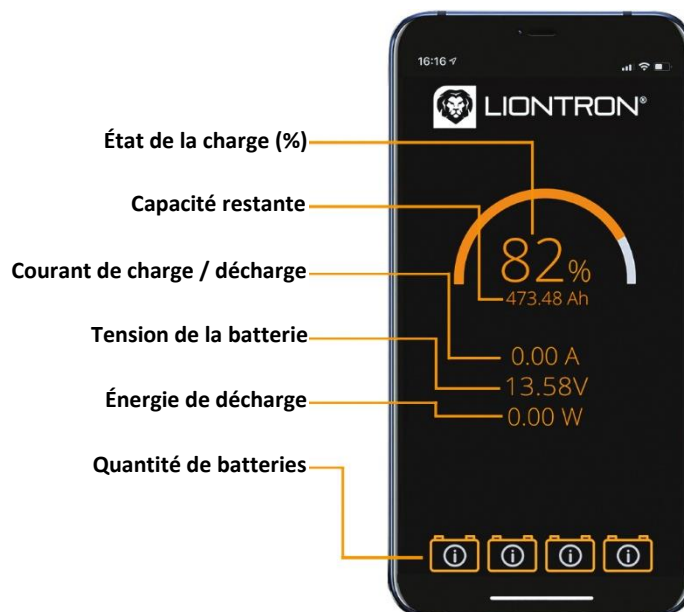 16:16
LIONTRON®
État de la charge (%)
Capacité restante
82%
473.48 Ah
Courant de charge / décharge
Tension de la batterie
0.00 A
13.58V
Énergie de décharge
0.00 W
Quantité de batteries
i i i i